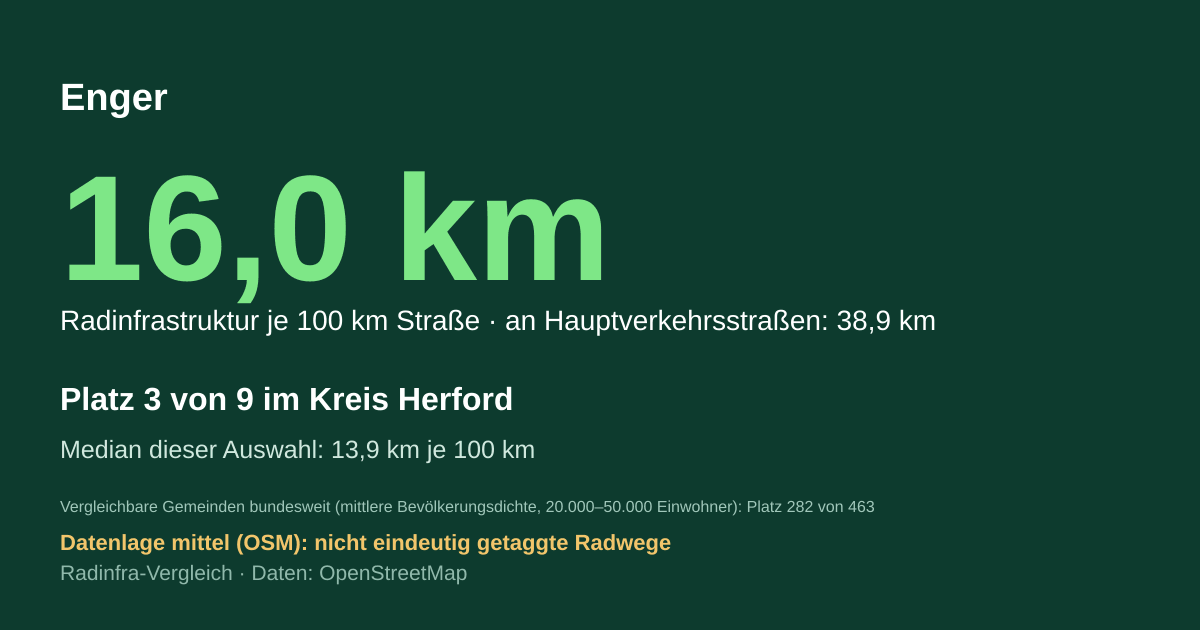 Enger
16,0 km
Radinfrastruktur je 100 km Straße · an Hauptverkehrsstraßen: 38,9 km
Platz 3 von 9 im Kreis Herford
Median dieser Auswahl: 13,9 km je 100 km
Vergleichbare Gemeinden bundesweit (mittlere Bevölkerungsdichte, 20.000–50.000 Einwohner): Platz 282 von 463
Datenlage mittel (OSM): nicht eindeutig getaggte Radwege
Radinfra-Vergleich · Daten: OpenStreetMap